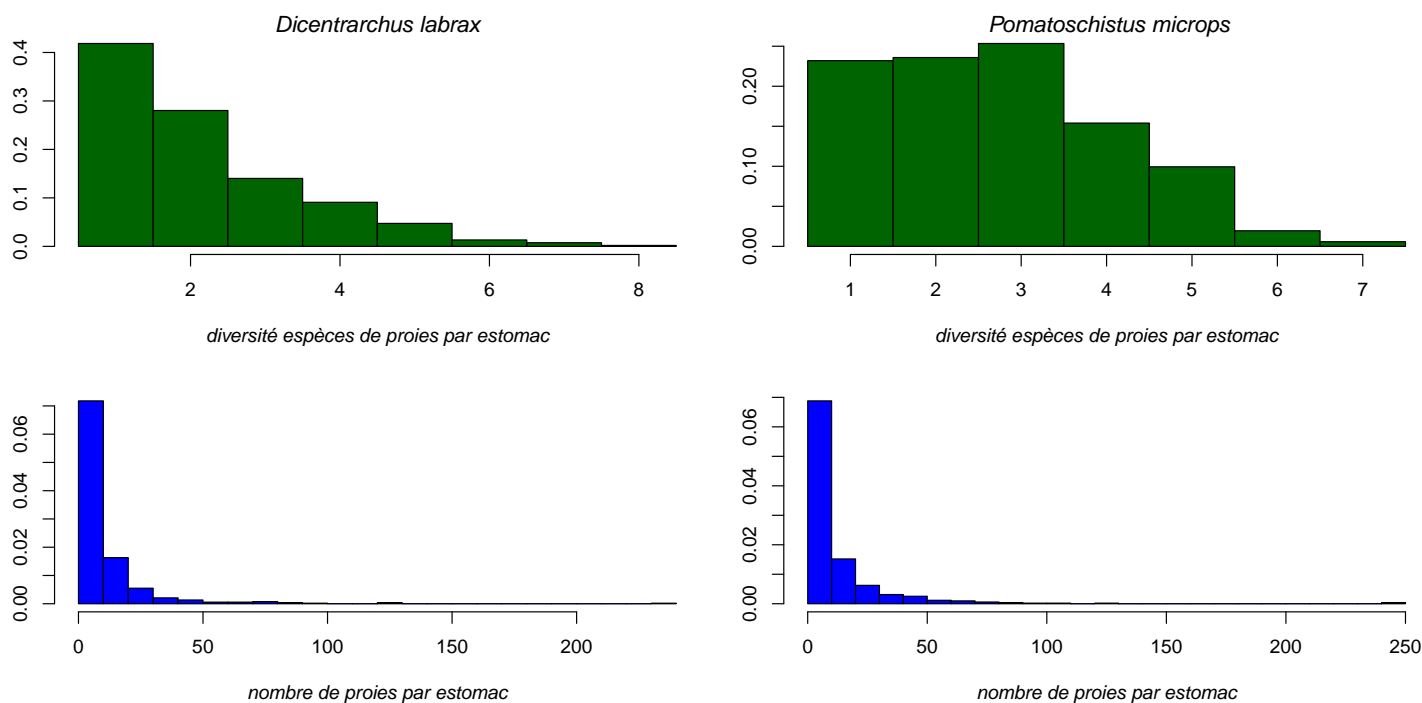 Dicentrarchus labrax
0.0 0.1 0.2 0.3 0.4
2 4 6 8
diversité espèces de proies par estomac
Pomatoschistus microps
0.00 0.10 0.20
1 2 3 4 5 6 7
diversité espèces de proies par estomac
0.00 0.02 0.04 0.06
0 50 100 150 200
nombre de proies par estomac
0.00 0.02 0.04 0.06
0 50 100 150 200 250
nombre de proies par estomac